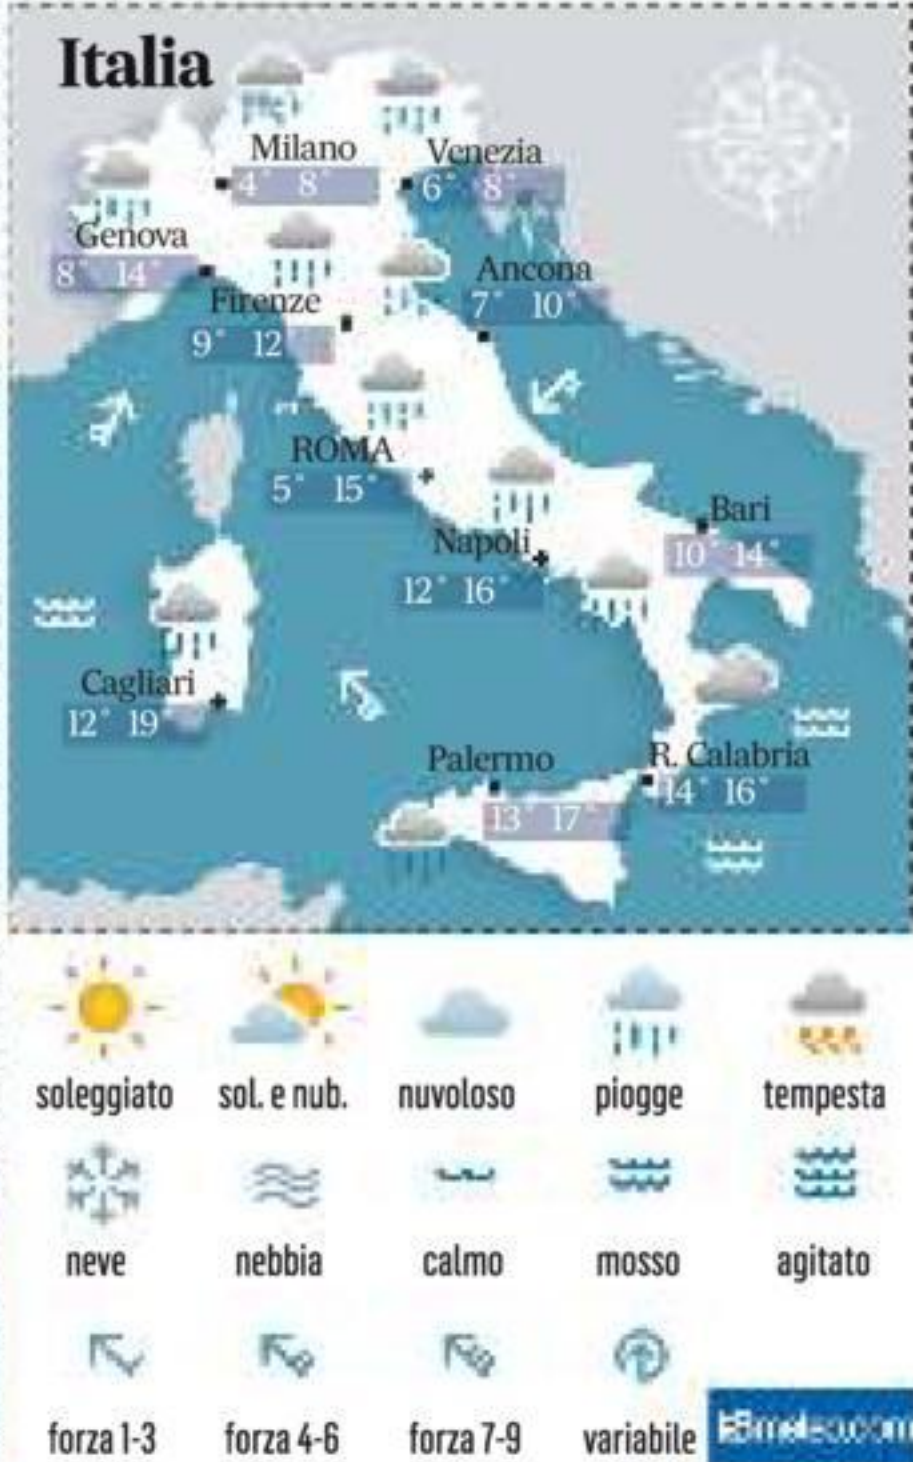 Italia
Milano
4° 8°
Venezia
6° 8°
Genova
8° 14°
Ancona
7° 10°
Firenze
9° 12
ROMA
5° 15°
Bari
10° 14°
Napoli
12° 16°
Cagliari
12° 19
Palermo
13° 17°
R. Calabria
14° 16°
soleggiato sol. e nub. nuvoloso piogge tempesta
neve nebbia calmo mosso agitato
forza 1-3 forza 4-6 forza 7-9 variabile